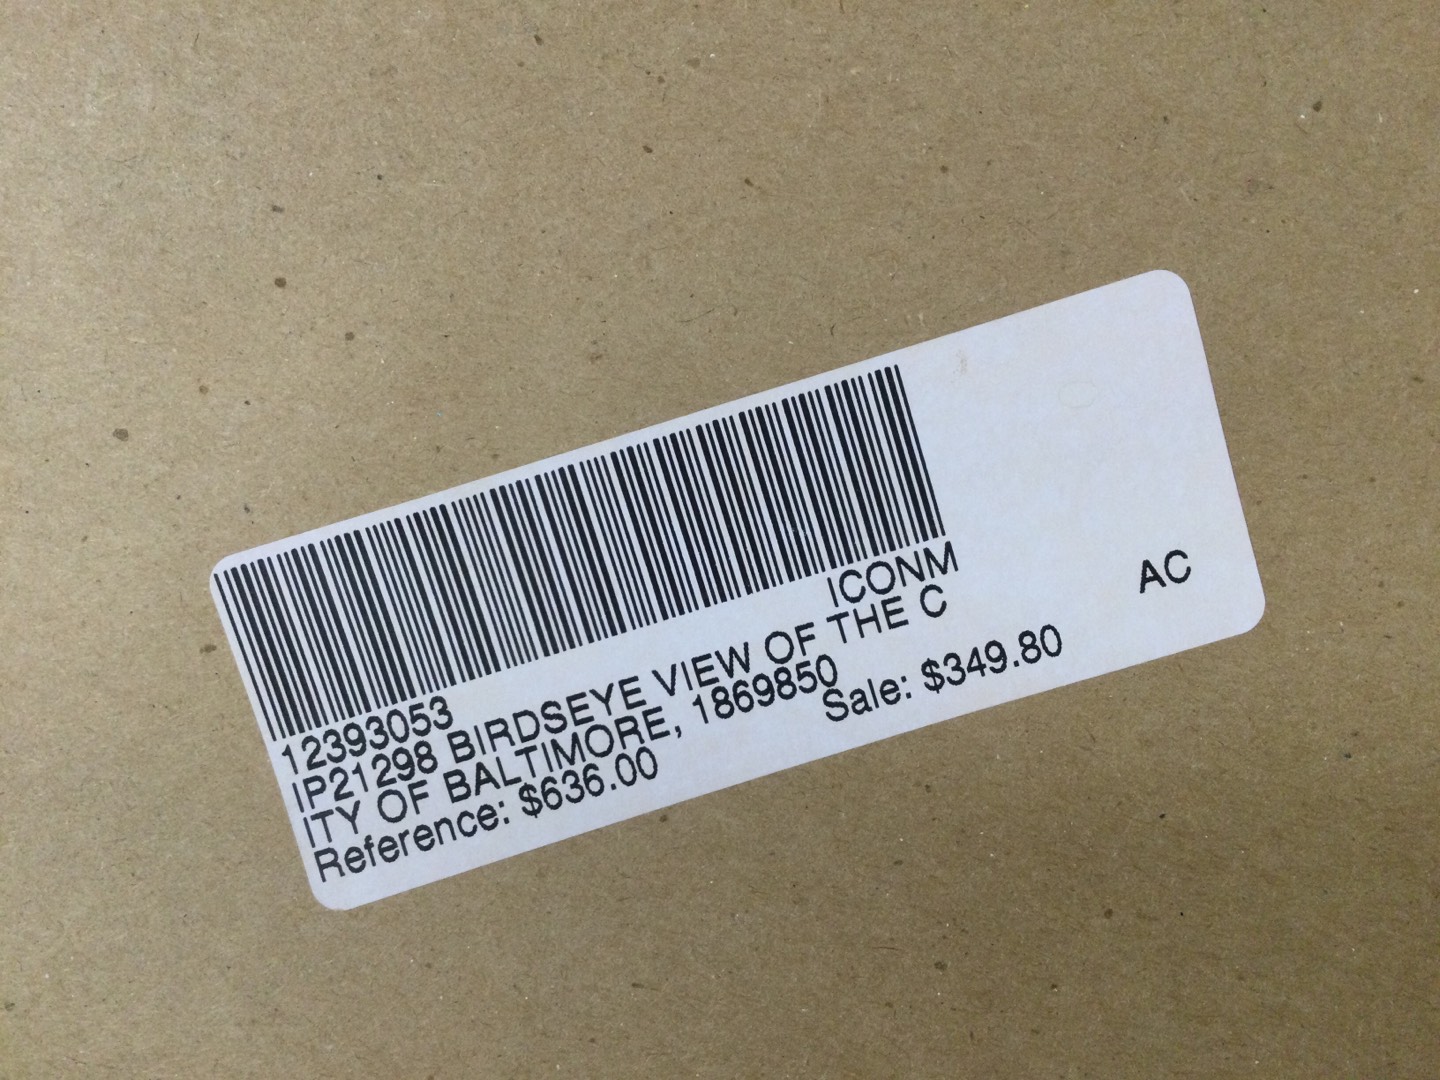 12393053 ICONM
IP21298 BIRDSEYE VIEW OF THE C
ITY OF BALTIMORE, 1869850 AC
Reference: $636.00 Sale: $349.80